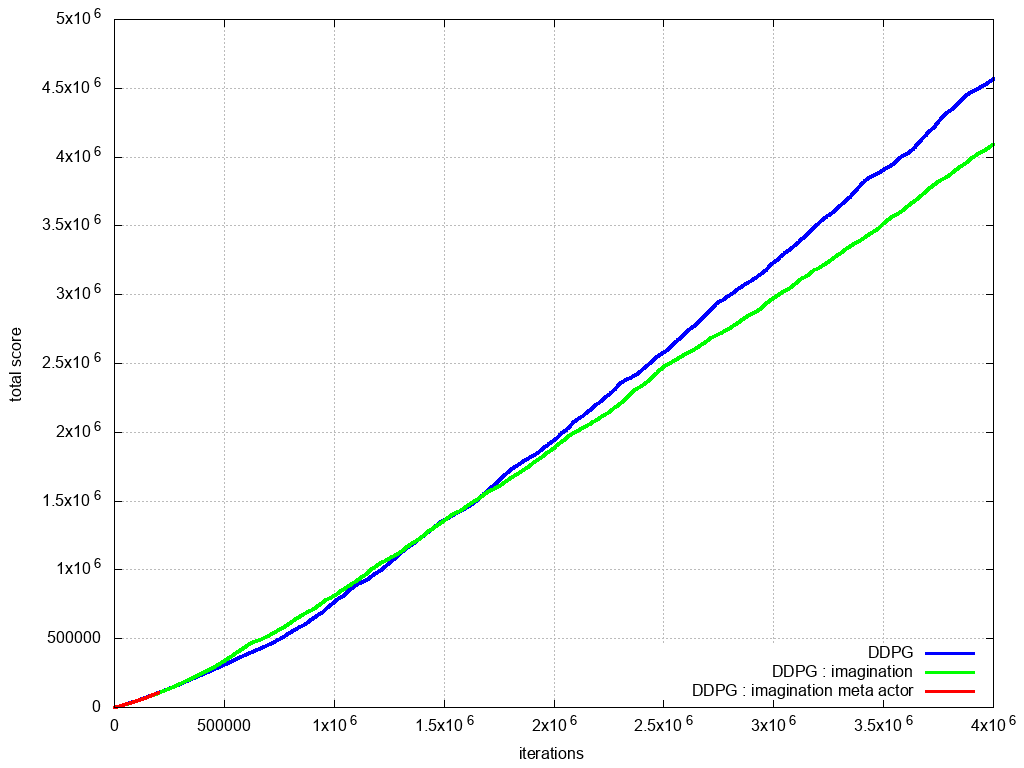 5x10^6
4.5x10^6
4x10^6
3.5x10^6
3x10^6
2.5x10^6
2x10^6
1.5x10^6
1x10^6
500000
0
total score
DDPG
DDPG : imagination
DDPG : imagination meta actor
0 500000 1x10^6 1.5x10^6 2x10^6 2.5x10^6 3x10^6 3.5x10^6 4x10^6
iterations